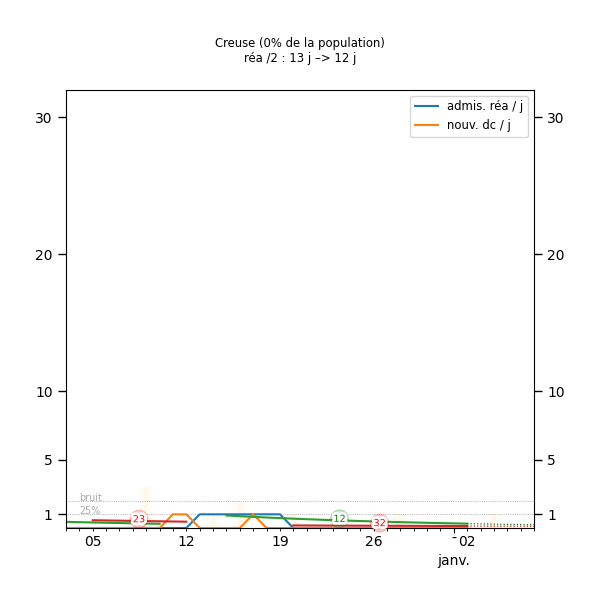 Creuse (0% de la population)
réa /2 : 13 j –> 12 j
admis. réa / j
nouv. dc / j
30 30
20 20
10 10
5 5
bruit
25%
1 1
23 12 32
05 12 19 26 02
janv.